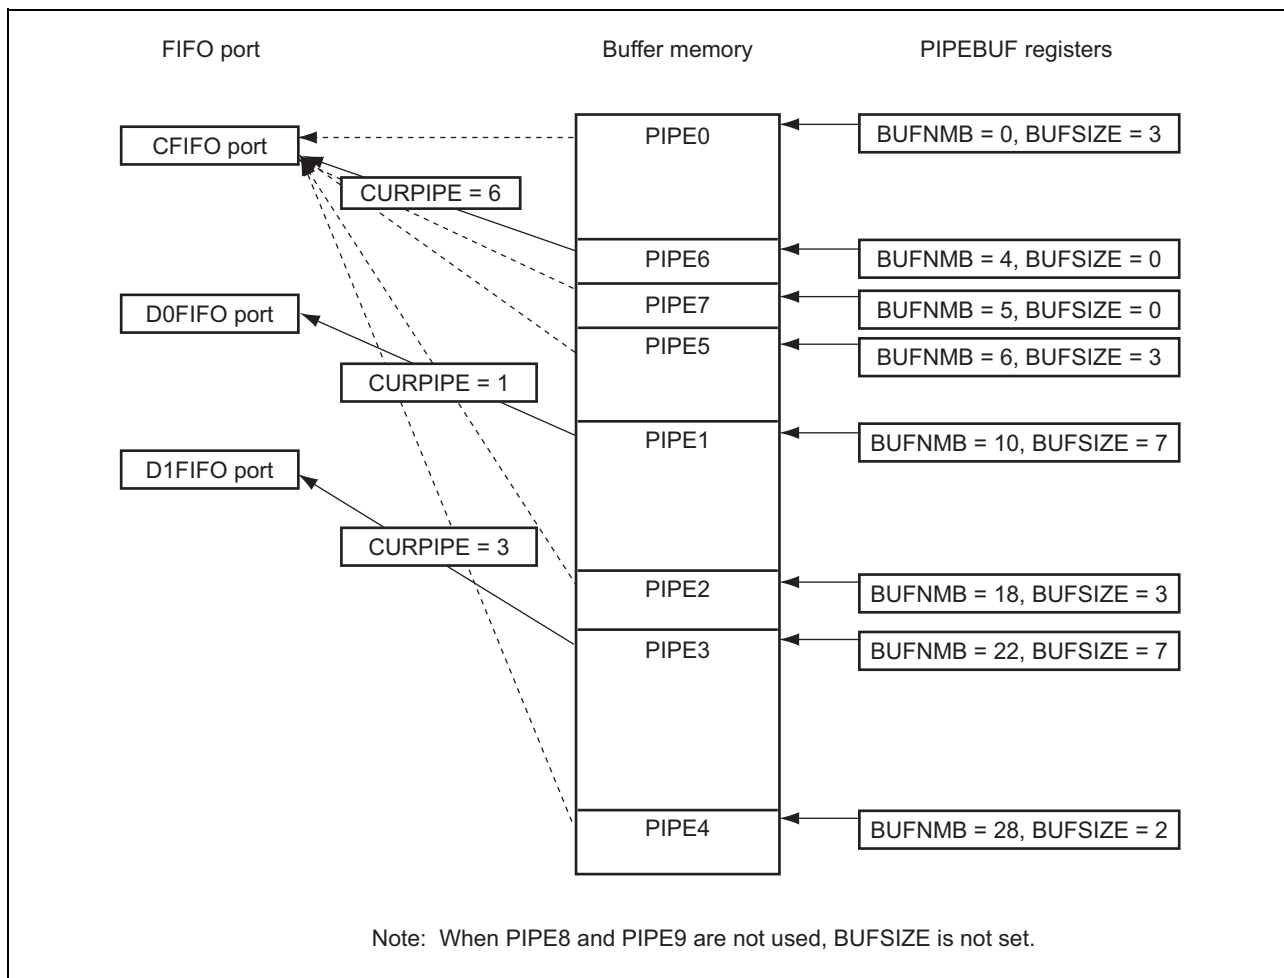 FIFO port
Buffer memory
PIPEBUF registers
CFIFO port
PIPE0
BUFNMB = 0, BUFSIZE = 3
CURPIPE = 6
PIPE6
BUFNMB = 4, BUFSIZE = 0
D0FIFO port
PIPE7
BUFNMB = 5, BUFSIZE = 0
PIPE5
BUFNMB = 6, BUFSIZE = 3
CURPIPE = 1
PIPE1
BUFNMB = 10, BUFSIZE = 7
D1FIFO port
CURPIPE = 3
PIPE2
BUFNMB = 18, BUFSIZE = 3
PIPE3
BUFNMB = 22, BUFSIZE = 7
PIPE4
BUFNMB = 28, BUFSIZE = 2
Note: When PIPE8 and PIPE9 are not used, BUFSIZE is not set.